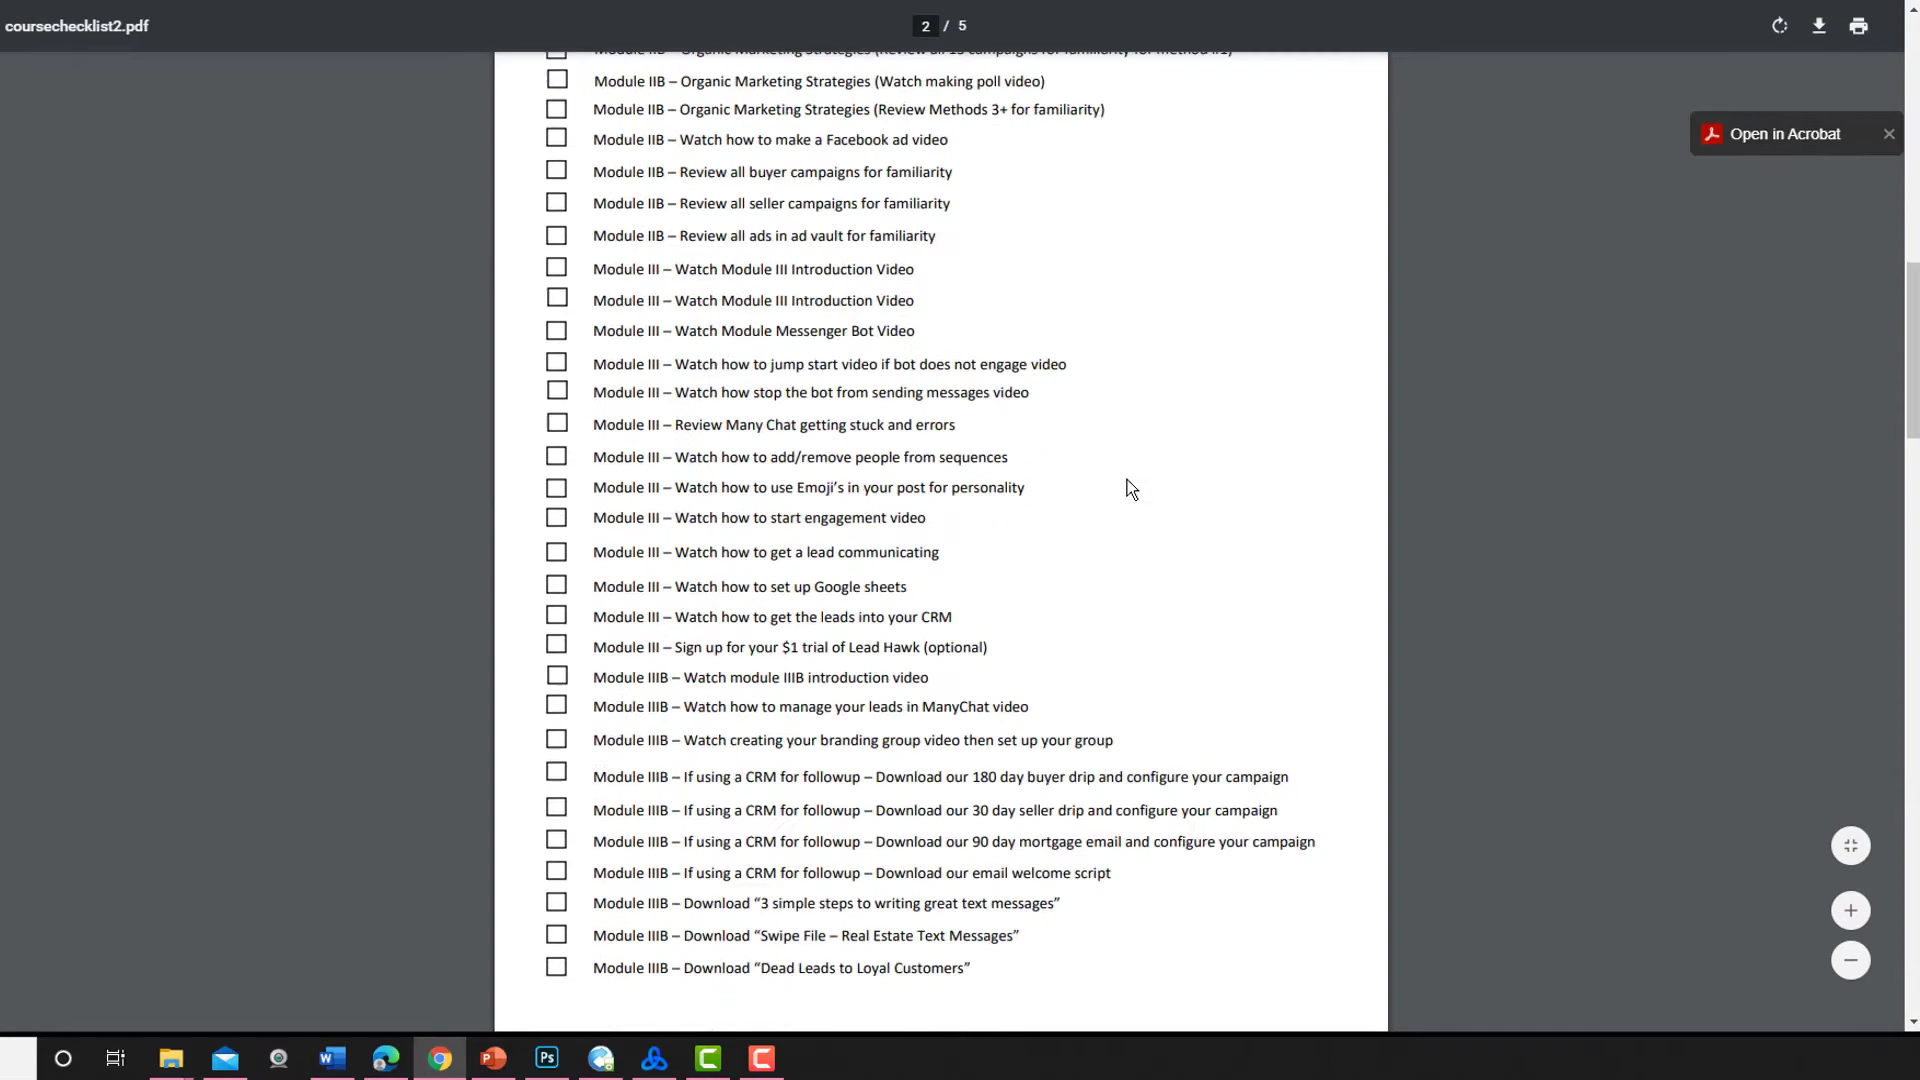 coursechecklist2.pdf
2 / 5
Open in Acrobat
Module IIB – Organic Marketing Strategies (Review all 15 campaigns for familiarity for method #1)
Module IIB – Organic Marketing Strategies (Watch making poll video)
Module IIB – Organic Marketing Strategies (Review Methods 3+ for familiarity)
Module IIB – Watch how to make a Facebook ad video
Module IIB – Review all buyer campaigns for familiarity
Module IIB – Review all seller campaigns for familiarity
Module IIB – Review all ads in ad vault for familiarity
Module III – Watch Module III Introduction Video
Module III – Watch Module III Introduction Video
Module III – Watch Module Messenger Bot Video
Module III – Watch how to jump start video if bot does not engage video
Module III – Watch how stop the bot from sending messages video
Module III – Review Many Chat getting stuck and errors
Module III – Watch how to add/remove people from sequences
Module III – Watch how to use Emoji’s in your post for personality
Module III – Watch how to start engagement video
Module III – Watch how to get a lead communicating
Module III – Watch how to set up Google sheets
Module III – Watch how to get the leads into your CRM
Module III – Sign up for your $1 trial of Lead Hawk (optional)
Module IIIB – Watch module IIIB introduction video
Module IIIB – Watch how to manage your leads in ManyChat video
Module IIIB – Watch creating your branding group video then set up your group
Module IIIB – If using a CRM for followup – Download our 180 day buyer drip and configure your campaign
Module IIIB – If using a CRM for followup – Download our 30 day seller drip and configure your campaign
Module IIIB – If using a CRM for followup – Download our 90 day mortgage email and configure your campaign
Module IIIB – If using a CRM for followup – Download our email welcome script
Module IIIB – Download “3 simple steps to writing great text messages”
Module IIIB – Download “Swipe File – Real Estate Text Messages”
Module IIIB – Download “Dead Leads to Loyal Customers”